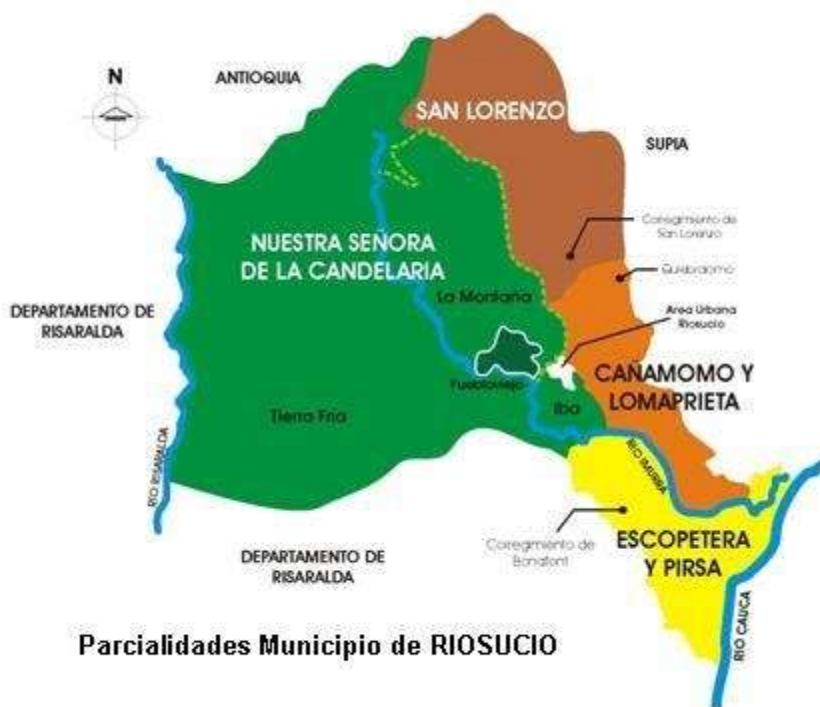 N
ANTIOQUIA
SAN LORENZO
SUPIA
Corregimiento de
San Lorenzo
NUESTRA SEÑORA
DE LA CANDELARIA
Quiebralomo
La Montaña
DEPARTAMENTO DE
RISARALDA
Area Urbana
Riosucio
CAÑAMOMO Y
LOMAPRIETA
Puebloviejo
Iba
Tierra Fria
RIO RISARALDA
RIO IMURRA
Corregimiento de
Bonafont
ESCOPETERA
Y PIRSA
DEPARTAMENTO DE
RISARALDA
RIO CAUCA
Parcialidades Municipio de RIOSUCIO